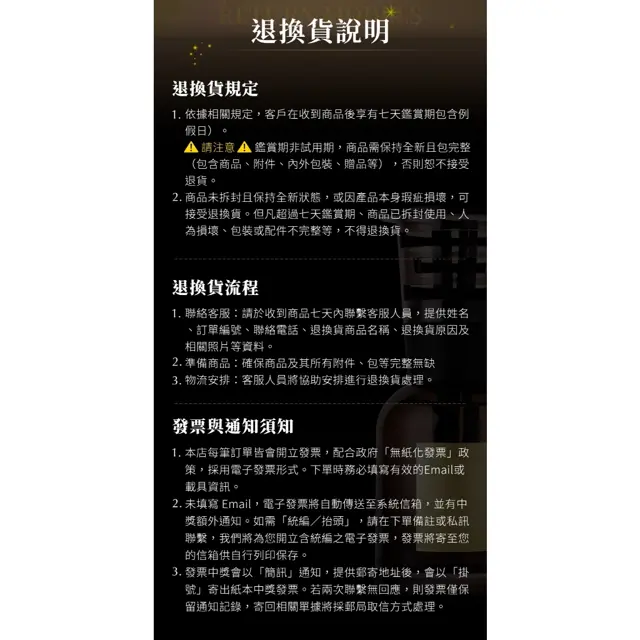 退換貨說明
退換貨規定
1. 依據相關規定，客戶在收到商品後享有七天鑑賞期包含例
假日）。
⚠ 請注意 ⚠ 鑑賞期非試用期，商品需保持全新且包完整
（包含商品、附件、內外包裝、贈品等），否則恕不接受
退貨。
2. 商品未拆封且保持全新狀態，或因產品本身瑕疵損壞，可
接受退換貨。但凡超過七天鑑賞期、商品已拆封使用、人
為損壞、包裝或配件不完整等，不得退換貨。
退換貨流程
1. 聯絡客服：請於收到商品七天內聯繫客服人員，提供姓名
、訂單編號、聯絡電話、退換貨商品名稱、退換貨原因及
相關照片等資料。
2. 準備商品：確保商品及其所有附件、包等完整無缺
3. 物流安排：客服人員將協助安排進行退換貨處理。
發票與通知須知
1. 本店每筆訂單皆會開立發票，配合政府「無紙化發票」政
策，採用電子發票形式。下單時務必填寫有效的Email或
載具資訊。
2. 未填寫 Email，電子發票將自動傳送至系統信箱，並有中
獎額外通知。如需「統編／抬頭」，請在下單備註或私訊
聯繫，我們將為您開立含統編之電子發票，發票將寄至您
的信箱供自行列印保存。
3. 發票中獎會以「簡訊」通知，提供郵寄地址後，會以「掛
號」寄出紙本中獎發票。若兩次聯繫無回應，則發票僅保
留通知記錄，寄回相關單據將採郵局取信方式處理。